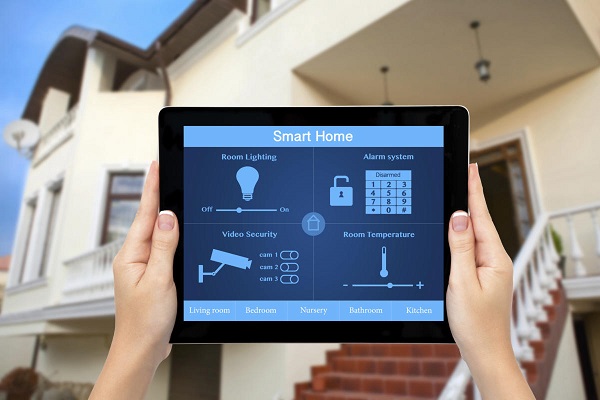 Smart Home
Room Lighting
Off On
Alarm system
Disarmed
1 2 3
4 5 6
7 8 9
* 0 #
Video Security
cam 1
cam 2
cam 3
Room Temperature
- +
Living room Bedroom Nursery Bathroom Kitchen